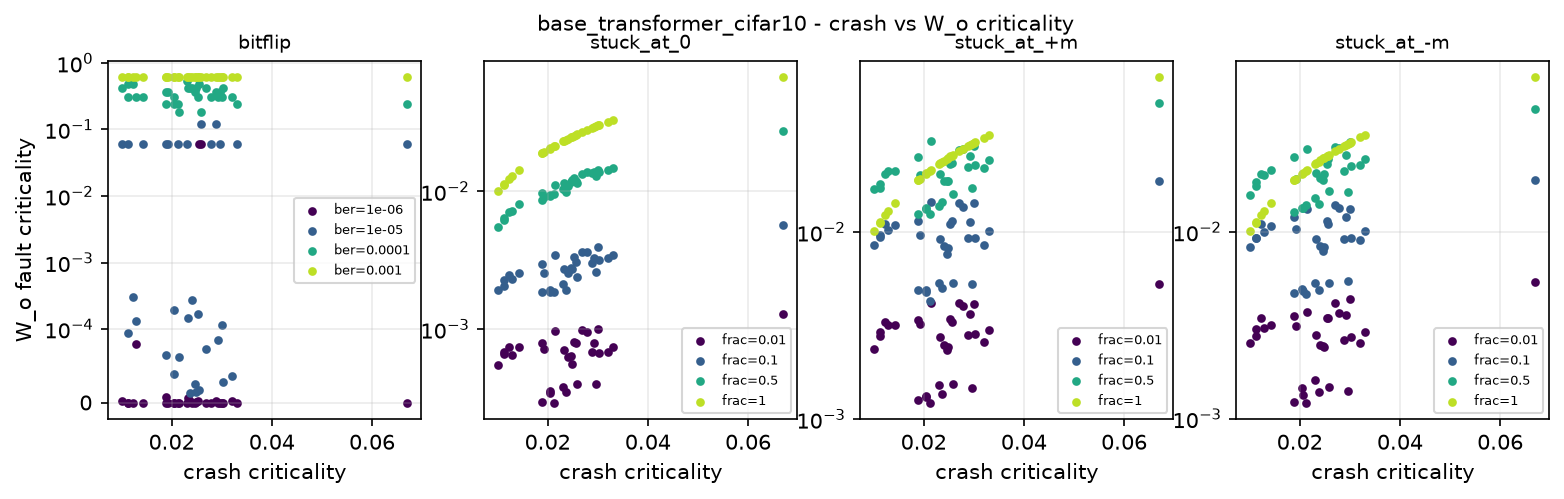 base_transformer_cifar10 - crash vs W_o criticality
bitflip
stuck_at_0
stuck_at_+m
stuck_at_-m
W_o fault criticality
10^0
10^-1
10^-2
10^-3
10^-4
0
ber=1e-06
ber=1e-05
ber=0.0001
ber=0.001
0.02 0.04 0.06
crash criticality
10^-2
10^-3
frac=0.01
frac=0.1
frac=0.5
frac=1
0.02 0.04 0.06
crash criticality
10^-2
10^-3
frac=0.01
frac=0.1
frac=0.5
frac=1
0.02 0.04 0.06
crash criticality
10^-2
10^-3
frac=0.01
frac=0.1
frac=0.5
frac=1
0.02 0.04 0.06
crash criticality